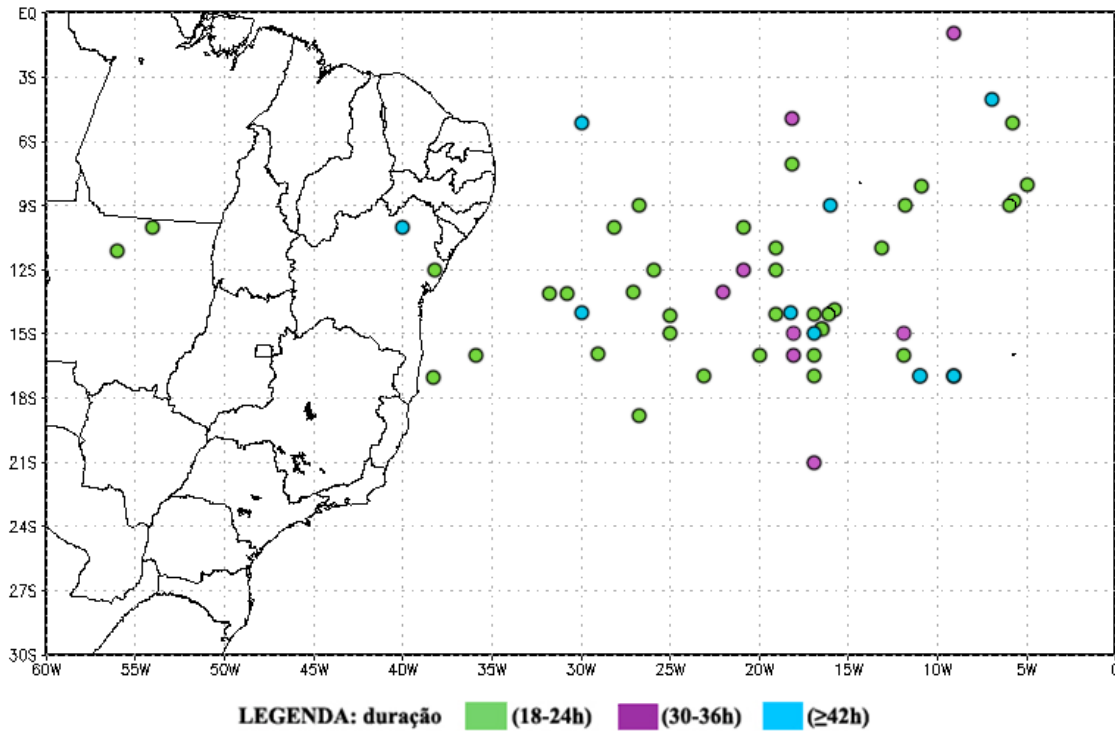 EQ
3S
6S
9S
12S
15S
18S
21S
24S
27S
30S
60W 55W 50W 45W 40W 35W 30W 25W 20W 15W 10W 5W 0
LEGENDA: duração (18-24h) (30-36h) (≥42h)